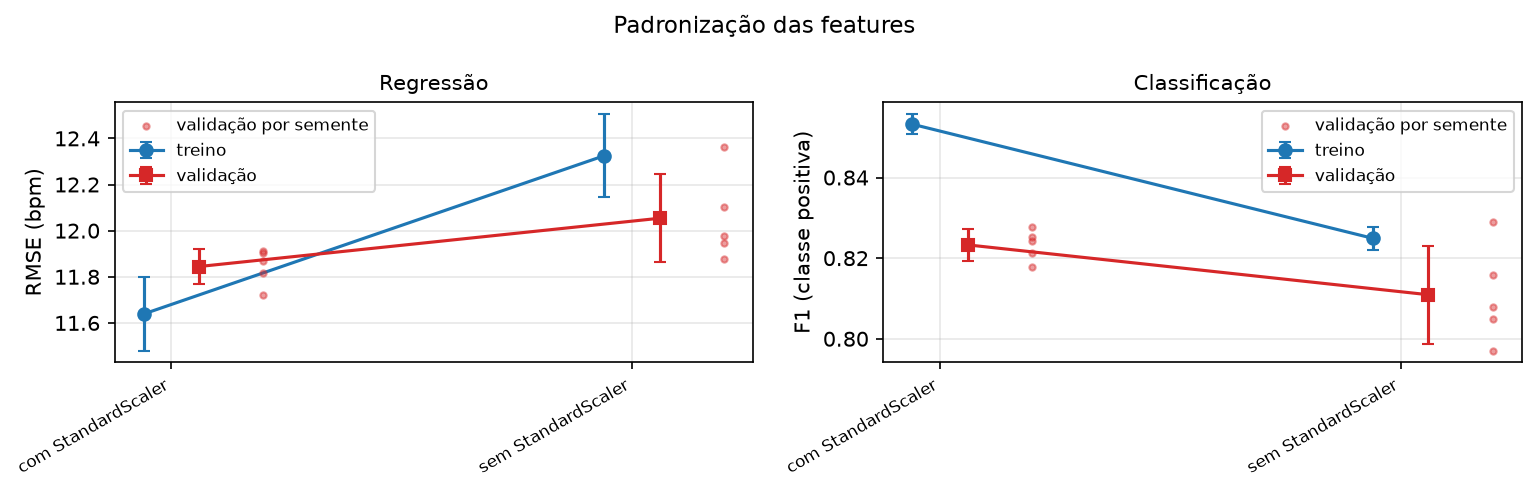 Padronização das features
Regressão
validação por semente
treino
validação
RMSE (bpm)
12.4
12.2
12.0
11.8
11.6
com StandardScaler
sem StandardScaler
Classificação
validação por semente
treino
validação
F1 (classe positiva)
0.84
0.82
0.80
com StandardScaler
sem StandardScaler